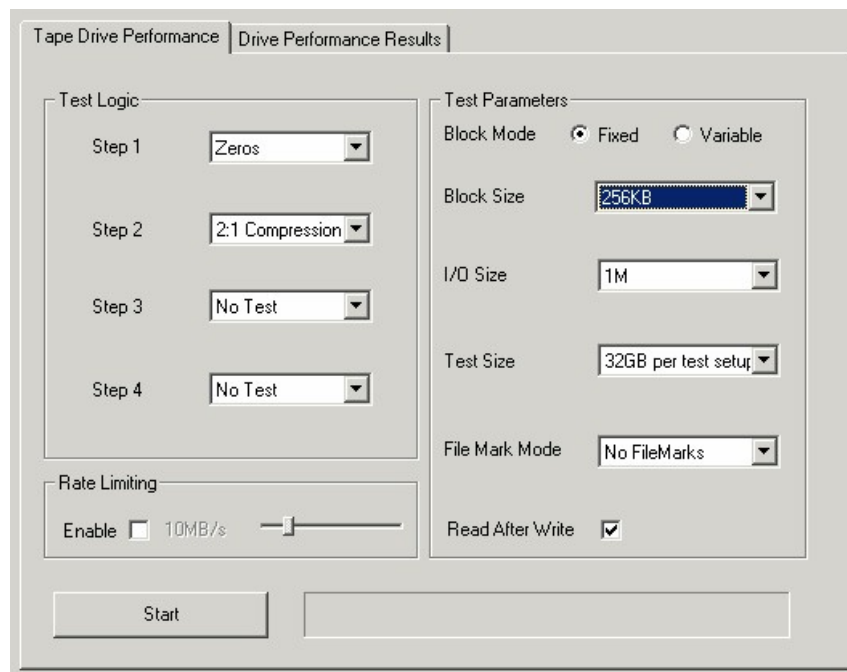 Tape Drive Performance
Drive Performance Results
Test Logic
Step 1
Zeros
Step 2
2:1 Compression
Step 3
No Test
Step 4
No Test
Rate Limiting
Enable
10MB/s
Test Parameters
Block Mode
Fixed
Variable
Block Size
256KB
I/O Size
1M
Test Size
32GB per test setup
File Mark Mode
No FileMarks
Read After Write
Start